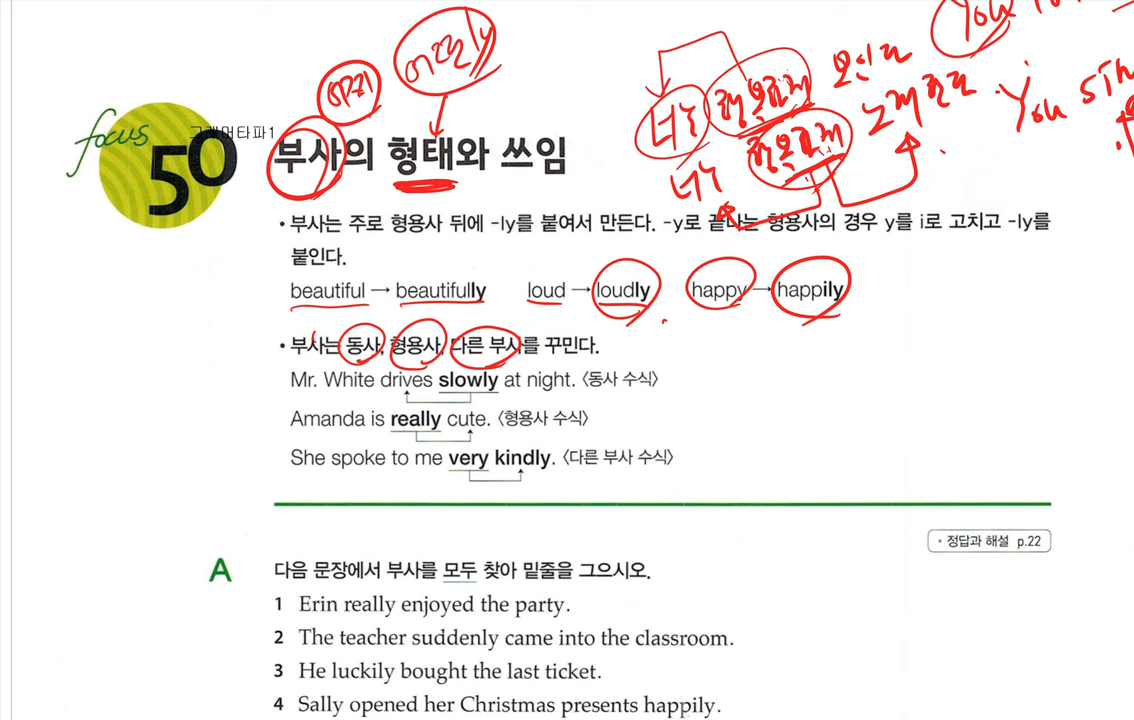 어떤ly
You
너는 행복하게 보인다
너는 행복하게 노래한다 You
focus 50
그래머타파1
부사의 형태와 쓰임
• 부사는 주로 형용사 뒤에 -ly를 붙여서 만든다. -y로 끝나는 형용사의 경우 y를 i로 고치고 -ly를
붙인다.
beautiful → beautifully loud → loudly happy → happily
• 부사는 동사, 형용사, 다른 부사를 꾸민다.
Mr. White drives slowly at night. 〈동사 수식〉
Amanda is really cute. 〈형용사 수식〉
She spoke to me very kindly. 〈다른 부사 수식〉
• 정답과 해설 p.22
A 다음 문장에서 부사를 모두 찾아 밑줄을 그으시오.
1 Erin really enjoyed the party.
2 The teacher suddenly came into the classroom.
3 He luckily bought the last ticket.
4 Sally opened her Christmas presents happily.